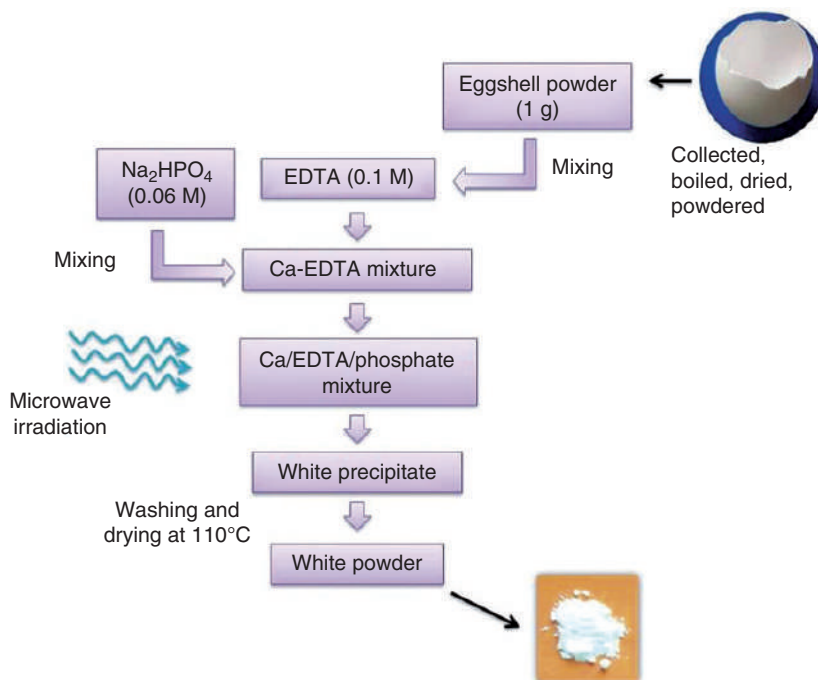 Eggshell powder
(1 g)
Collected,
boiled, dried,
powdered
Mixing
Na₂HPO₄
(0.06 M)
EDTA (0.1 M)
Mixing
Ca-EDTA mixture
Ca/EDTA/phosphate
mixture
Microwave
irradiation
White precipitate
Washing and
drying at 110°C
White powder